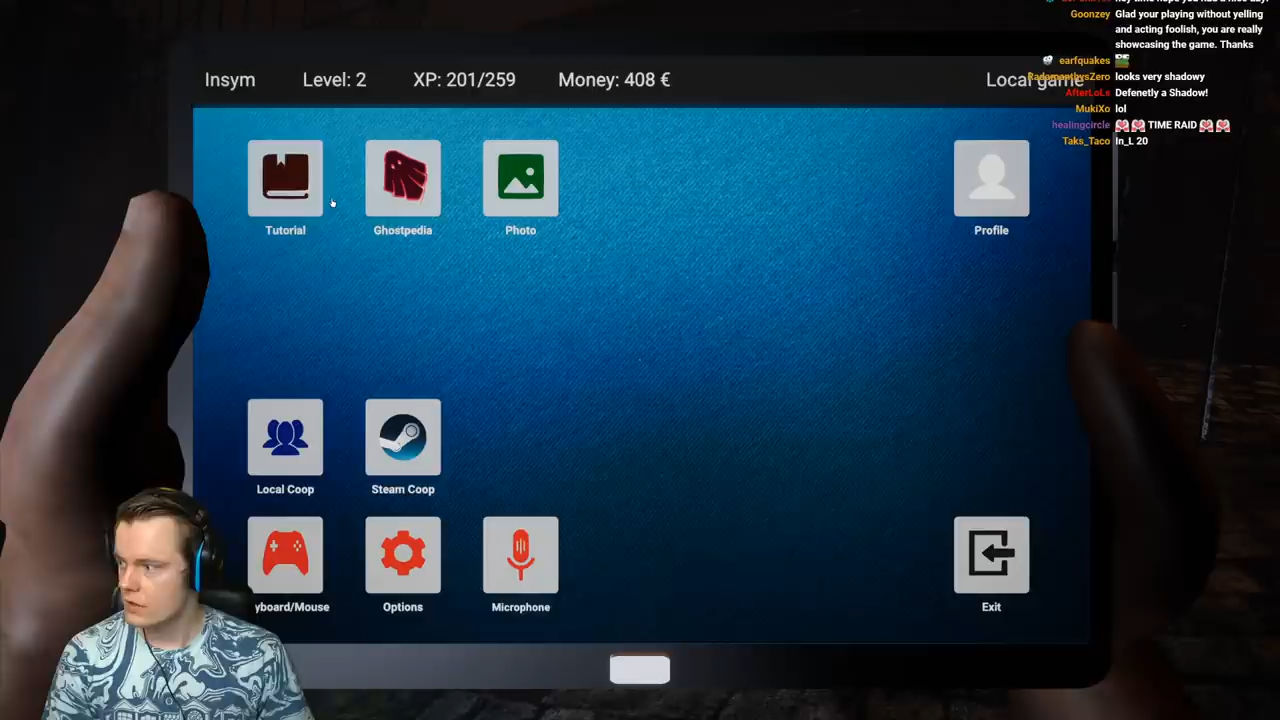 Insym Level: 2 XP: 201/259 Money: 408 € Local game
Tutorial Ghostpedia Photo Profile
Local Coop Steam Coop
yboard/Mouse Options Microphone Exit
Goonzey Glad your playing without yelling
and acting foolish, you are really
showcasing the game. Thanks
earfquakes
RadamanthysZero looks very shadowy
AfterLoLs Defenetly a Shadow!
MukiXo lol
healingcircle TIME RAID
Taks_Taco In_L 20